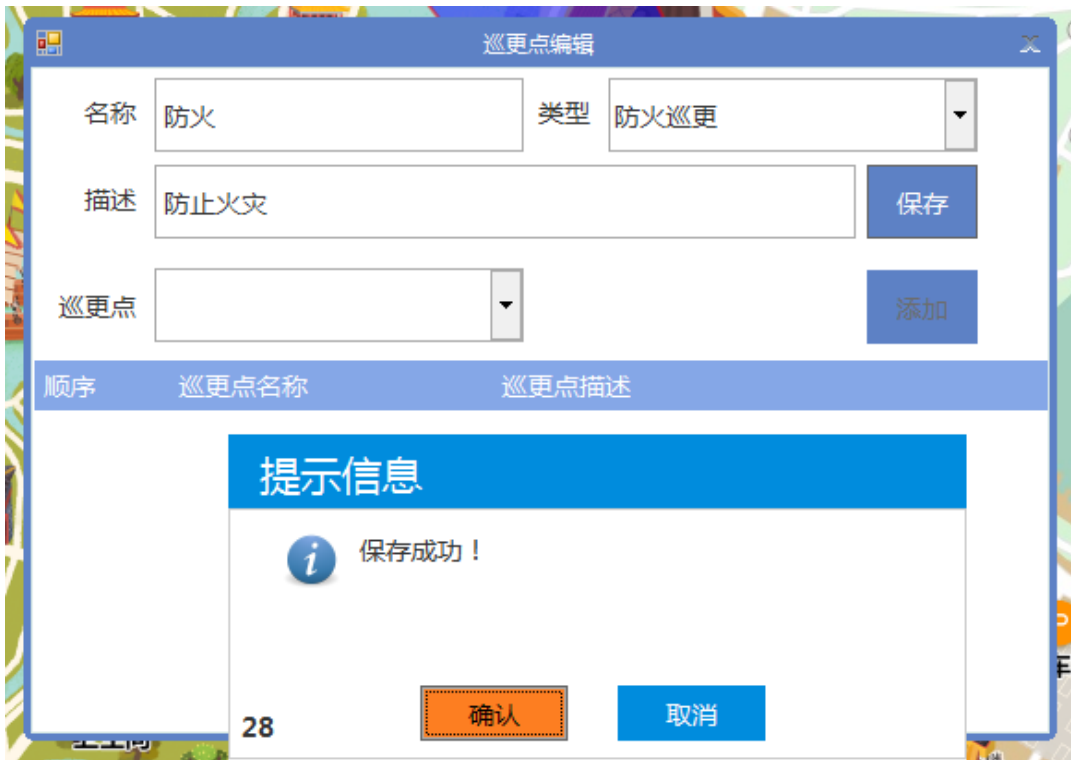 巡更点编辑
名称 防火 类型 防火巡更
描述 防止火灾 保存
巡更点 添加
顺序 巡更点名称 巡更点描述
提示信息
保存成功！
28 确认 取消
车